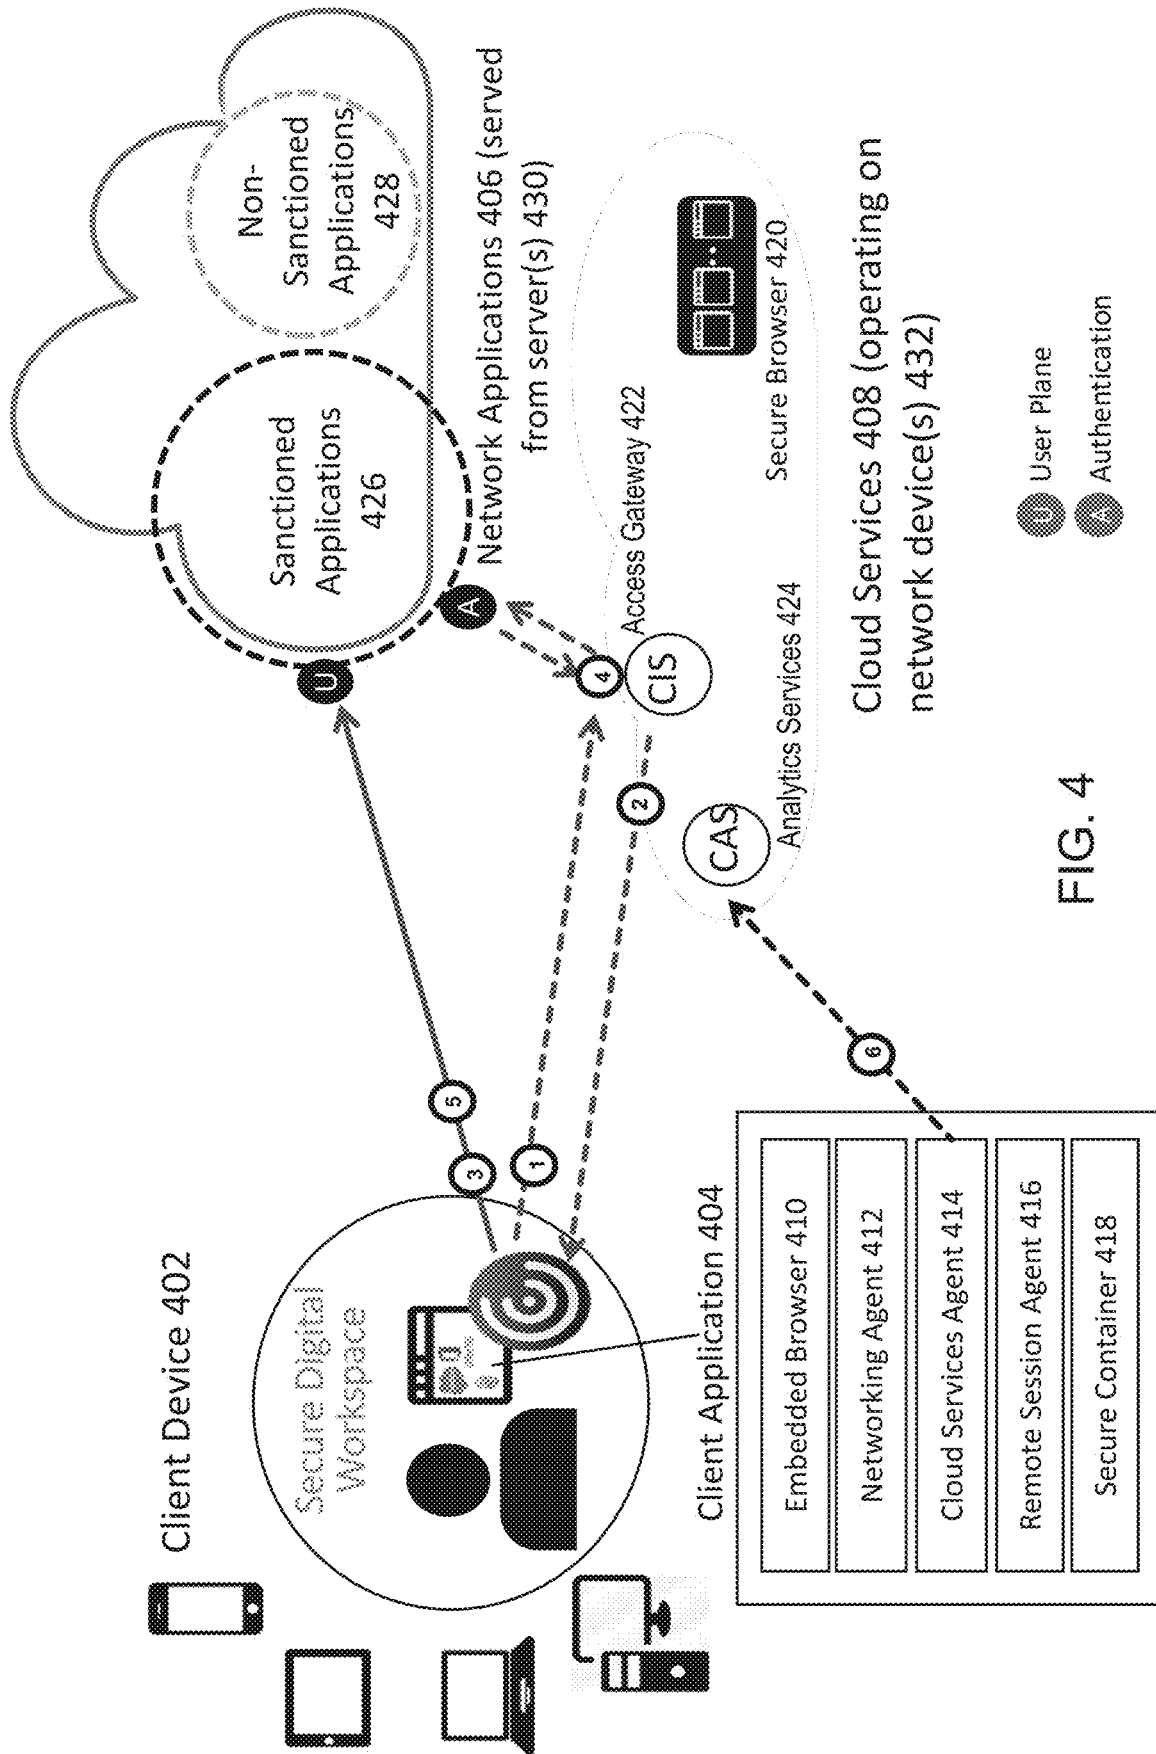 Client Device 402
Secure Digital
Workspace
Client Application 404
Embedded Browser 410
Networking Agent 412
Cloud Services Agent 414
Remote Session Agent 416
Secure Container 418
3
5
1
2
4
6
U
A
Sanctioned
Applications
426
Non-
Sanctioned
Applications
428
Network Applications 406 (served
from server(s) 430)
Access Gateway 422
CIS
CAS
Analytics Services 424
Secure Browser 420
Cloud Services 408 (operating on
network device(s) 432)
U User Plane
A Authentication
FIG. 4